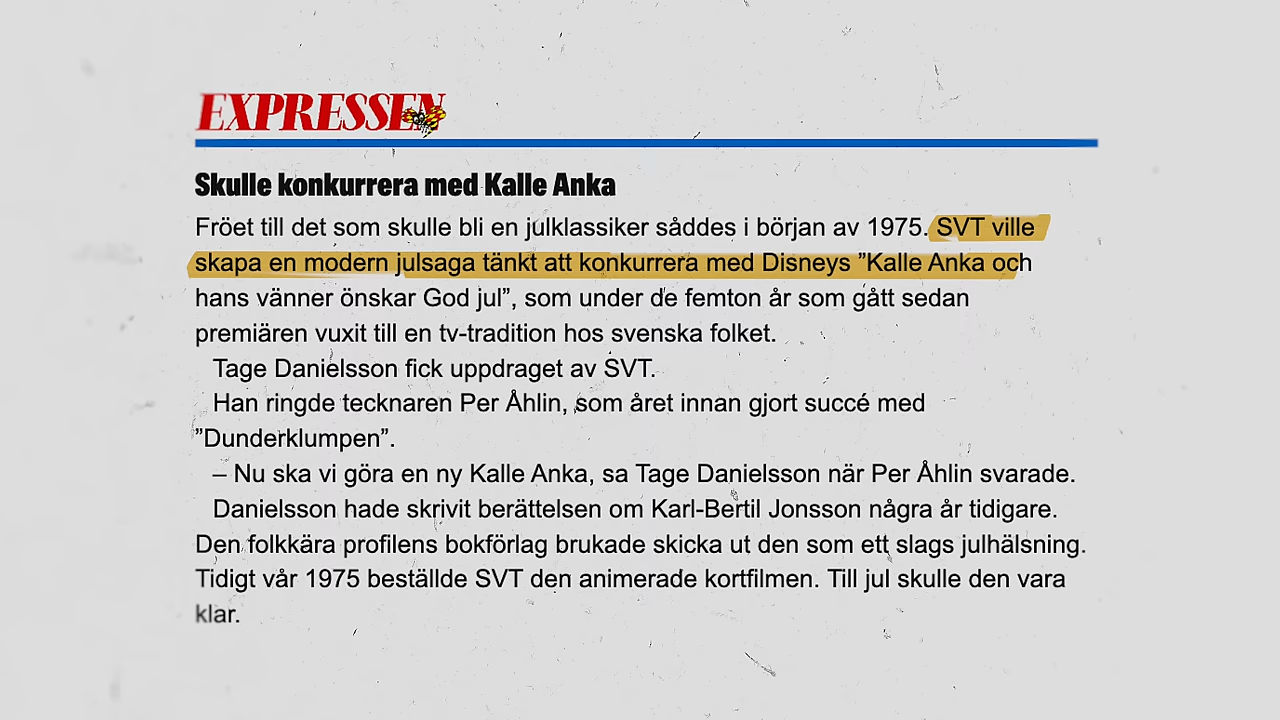 EXPRESSEN
Skulle konkurrera med Kalle Anka
Fröet till det som skulle bli en julklassiker såddes i början av 1975. SVT ville
skapa en modern julsaga tänkt att konkurrera med Disneys ”Kalle Anka och
hans vänner önskar God jul”, som under de femton år som gått sedan
premiären vuxit till en tv-tradition hos svenska folket.
Tage Danielsson fick uppdraget av SVT.
Han ringde tecknaren Per Åhlin, som året innan gjort succé med
”Dunderklumpen”.
– Nu ska vi göra en ny Kalle Anka, sa Tage Danielsson när Per Åhlin svarade.
Danielsson hade skrivit berättelsen om Karl-Bertil Jonsson några år tidigare.
Den folkkära profilens bokförlag brukade skicka ut den som ett slags julhälsning.
Tidigt vår 1975 beställde SVT den animerade kortfilmen. Till jul skulle den vara
klar.